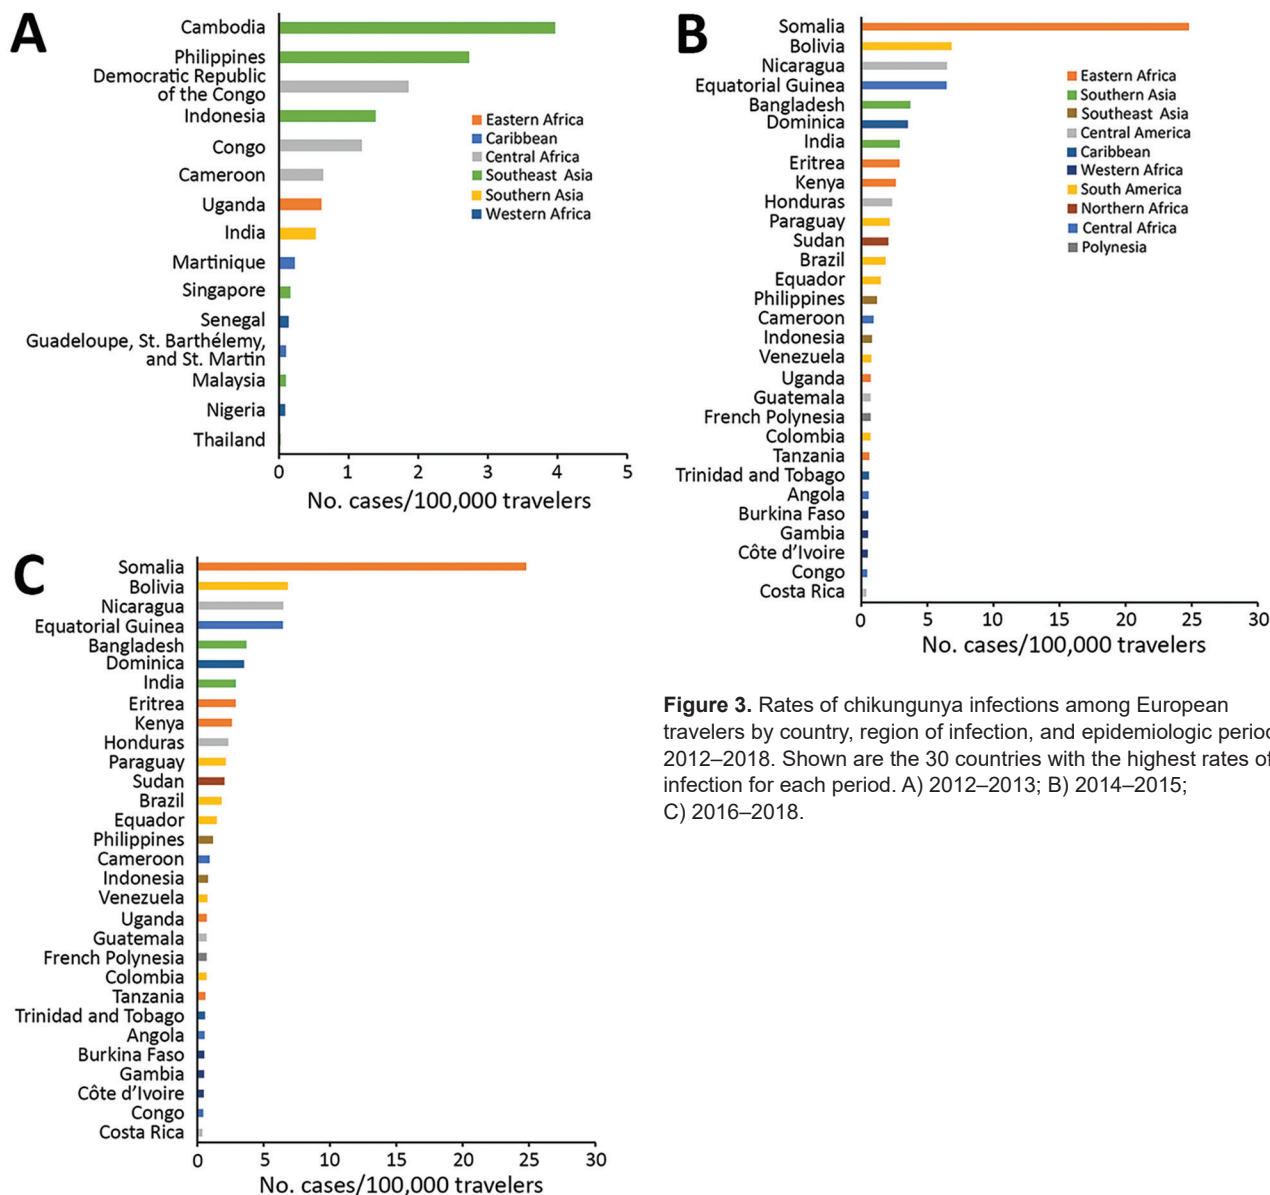 A
Cambodia
Philippines
Democratic Republic
of the Congo
Indonesia
Congo
Cameroon
Uganda
India
Martinique
Singapore
Senegal
Guadeloupe, St. Barthélemy,
and St. Martin
Malaysia
Nigeria
Thailand
0 1 2 3 4 5
No. cases/100,000 travelers
Eastern Africa
Caribbean
Central Africa
Southeast Asia
Southern Asia
Western Africa
B
Somalia
Bolivia
Nicaragua
Equatorial Guinea
Bangladesh
Dominica
India
Eritrea
Kenya
Honduras
Paraguay
Sudan
Brazil
Equador
Philippines
Cameroon
Indonesia
Venezuela
Uganda
Guatemala
French Polynesia
Colombia
Tanzania
Trinidad and Tobago
Angola
Burkina Faso
Gambia
Côte d’Ivoire
Congo
Costa Rica
0 5 10 15 20 25 30
No. cases/100,000 travelers
Eastern Africa
Southern Asia
Southeast Asia
Central America
Caribbean
Western Africa
South America
Northern Africa
Central Africa
Polynesia
C
Somalia
Bolivia
Nicaragua
Equatorial Guinea
Bangladesh
Dominica
India
Eritrea
Kenya
Honduras
Paraguay
Sudan
Brazil
Equador
Philippines
Cameroon
Indonesia
Venezuela
Uganda
Guatemala
French Polynesia
Colombia
Tanzania
Trinidad and Tobago
Angola
Burkina Faso
Gambia
Côte d’Ivoire
Congo
Costa Rica
0 5 10 15 20 25 30
No. cases/100,000 travelers
Figure 3. Rates of chikungunya infections among European
travelers by country, region of infection, and epidemiologic period
2012–2018. Shown are the 30 countries with the highest rates of
infection for each period. A) 2012–2013; B) 2014–2015;
C) 2016–2018.